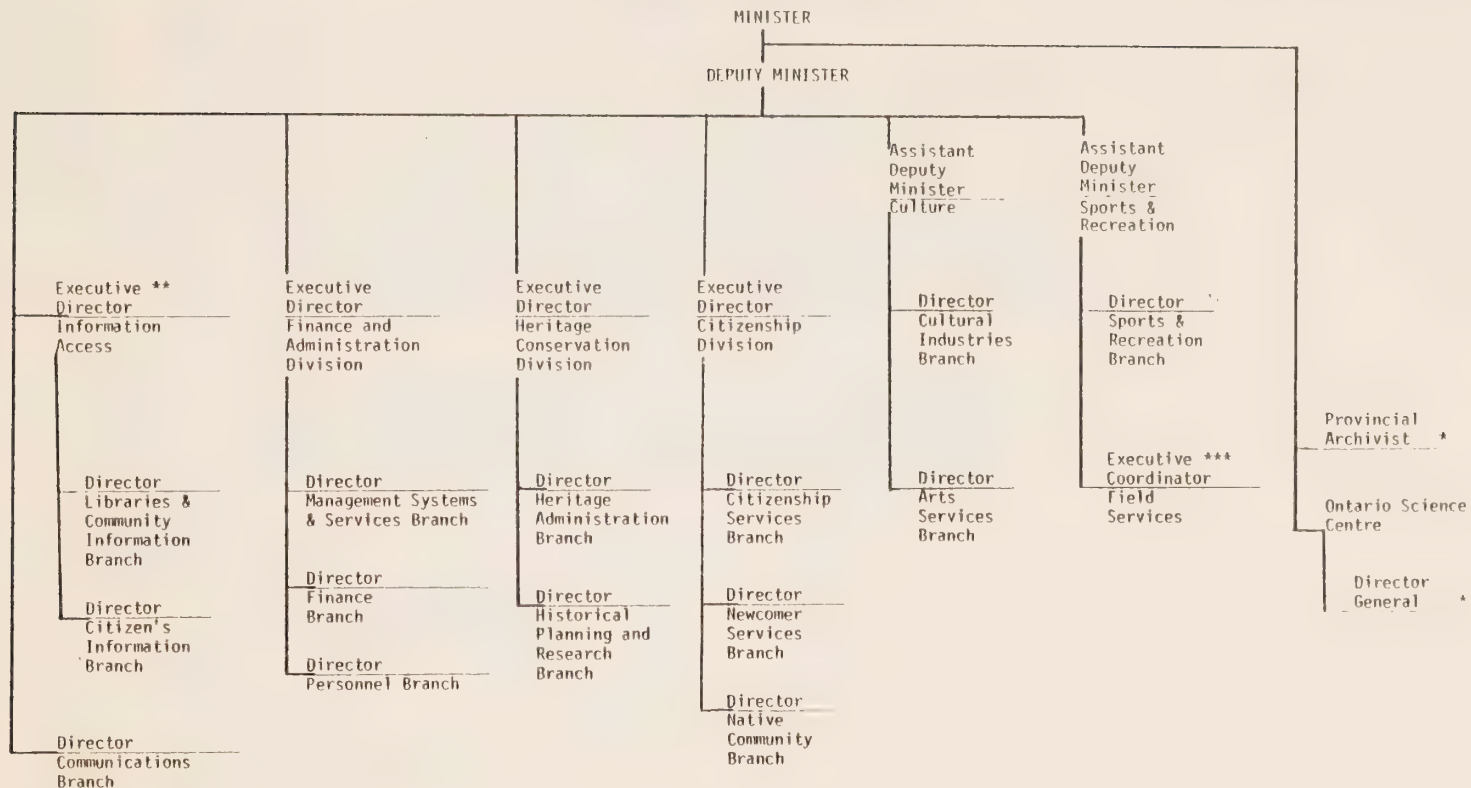 MINISTER
DEPUTY MINISTER
Assistant
Deputy
Minister
Culture
Assistant
Deputy
Minister
Sports &
Recreation
Executive **
Director
Information
Access
Executive
Director
Finance and
Administration
Division
Executive
Director
Heritage
Conservation
Division
Executive
Director
Citizenship
Division
Director
Cultural
Industries
Branch
Director
Sports &
Recreation
Branch
Provincial
Archivist *
Director
Libraries &
Community
Information
Branch
Director
Management Systems
& Services Branch
Director
Heritage
Administration
Branch
Director
Citizenship
Services
Branch
Director
Arts
Services
Branch
Executive ***
Coordinator
Field
Services
Ontario Science
Centre
Director
General *
Director
Citizen's
Information
Branch
Director
Finance
Branch
Director
Historical
Planning and
Research
Branch
Director
Newcomer
Services
Branch
Director
Personnel Branch
Director
Native
Community
Branch
Director
Communications
Branch